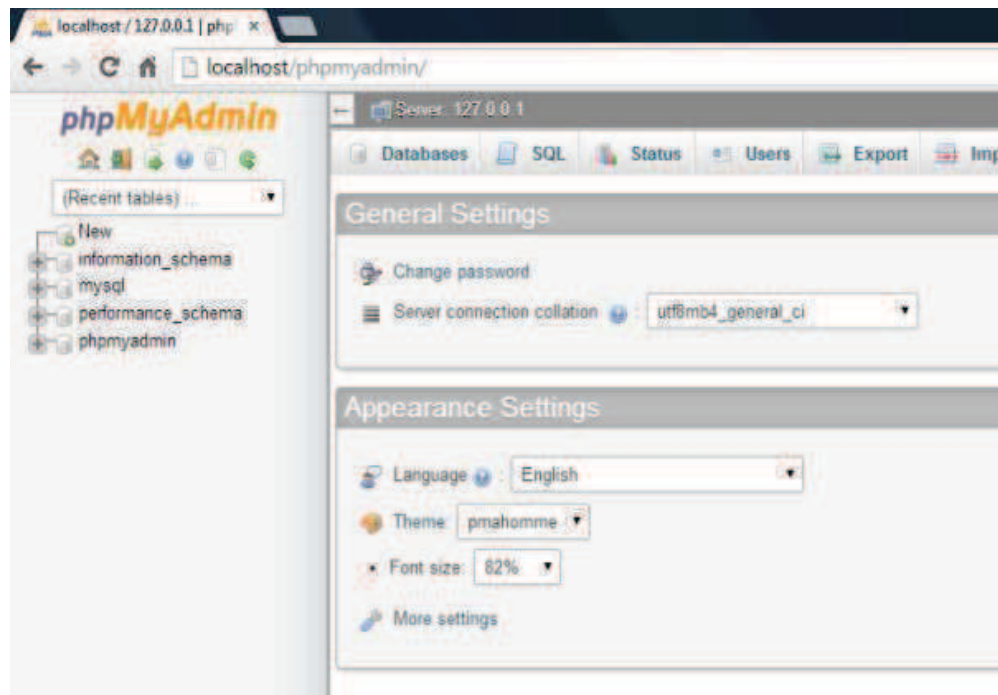 localhost / 127.0.0.1 | php
localhost/phpmyadmin/
phpMyAdmin
(Recent tables) ...
New
information_schema
mysql
performance_schema
phpmyadmin
Server: 127.0.0.1
Databases SQL Status Users Export Imp
General Settings
Change password
Server connection collation : utf8mb4_general_ci
Appearance Settings
Language : English
Theme: pmahomme
Font size: 82%
More settings